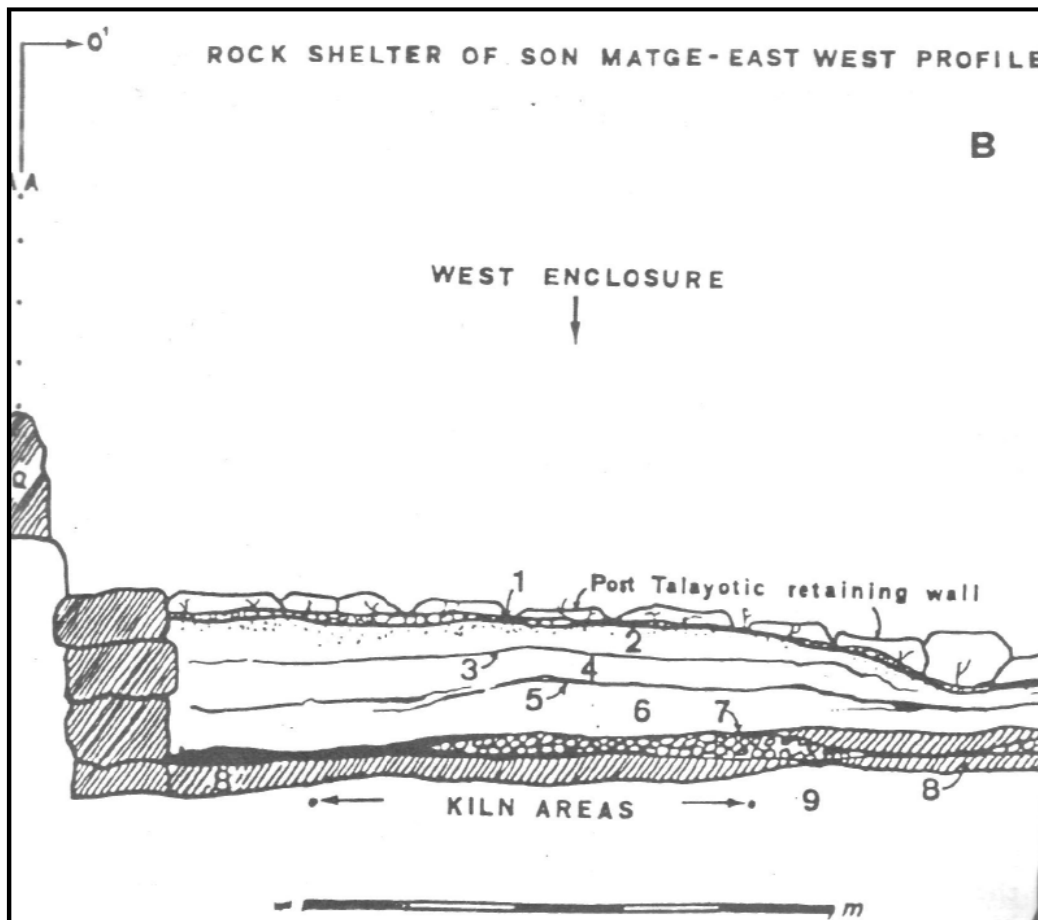 O'
ROCK SHELTER OF SON MATGE-EAST WEST PROFILE
B
A
WEST ENCLOSURE
Q
1
Post Talayotic retaining wall
2
3
4
5
6
7
8
8
KILN AREAS
9
m